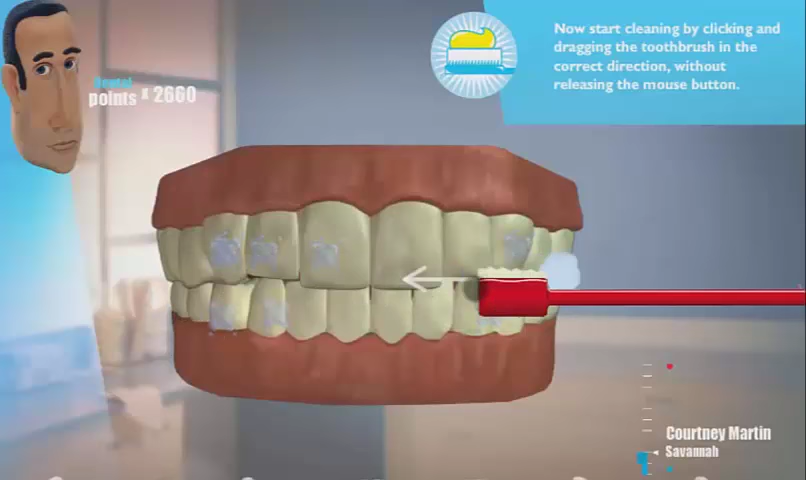 Now start cleaning by clicking and
dragging the toothbrush in the
correct direction, without
releasing the mouse button.
Dental
points x 2660
Courtney Martin
Savannah